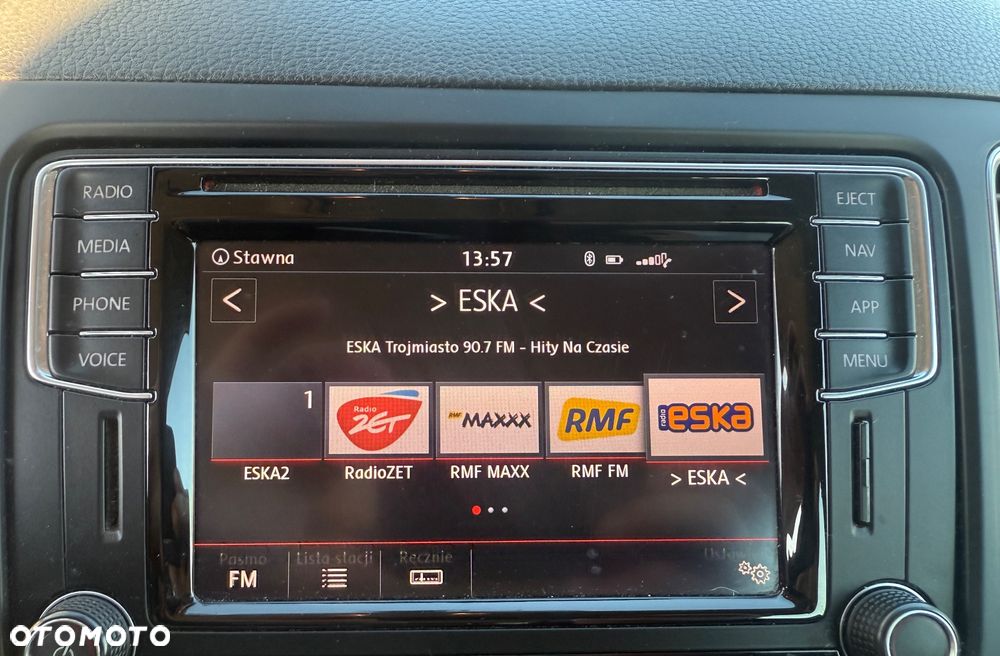 RADIO
MEDIA
PHONE
VOICE
EJECT
NAV
APP
MENU
Stawna
13:57
> ESKA <
ESKA Trojmiasto 90.7 FM - Hity Na Czasie
1
Radio ZET
RMF MAXXX
RMF
radio eska
ESKA2
RadioZET
RMF MAXX
RMF FM
> ESKA <
Pasmo
Lista stacji
Ręcznie
FM
OTOMOTO